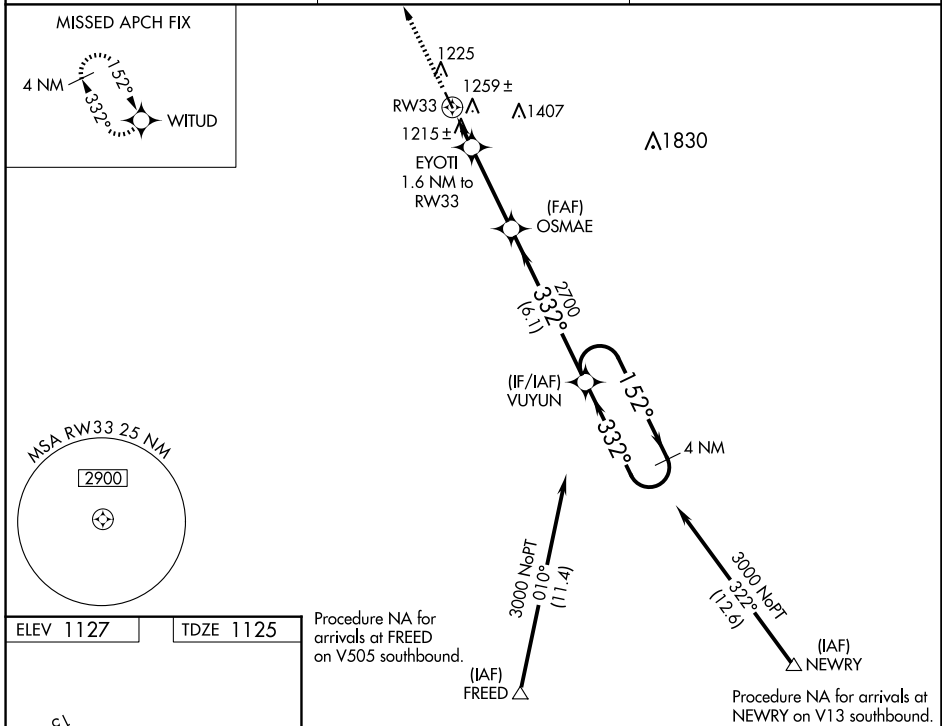 MISSED APCH FIX
4 NM
152°
332°
WITUD
1225
1259 ±
RW33
1407
1215 ±
1830
EYOTI
1.6 NM to
RW33
(FAF)
OSMAE
2700
332°
(6.1)
(IF/IAF)
VUYUN
152°
332°
4 NM
MSA RW33 25 NM
2900
3000 NoPT
010°
(11.4)
3000 NoPT
322°
(12.6)
ELEV 1127
TDZE 1125
Procedure NA for
arrivals at FREED
on V505 southbound.
(IAF)
FREED
(IAF)
NEWRY
Procedure NA for arrivals at
NEWRY on V13 southbound.